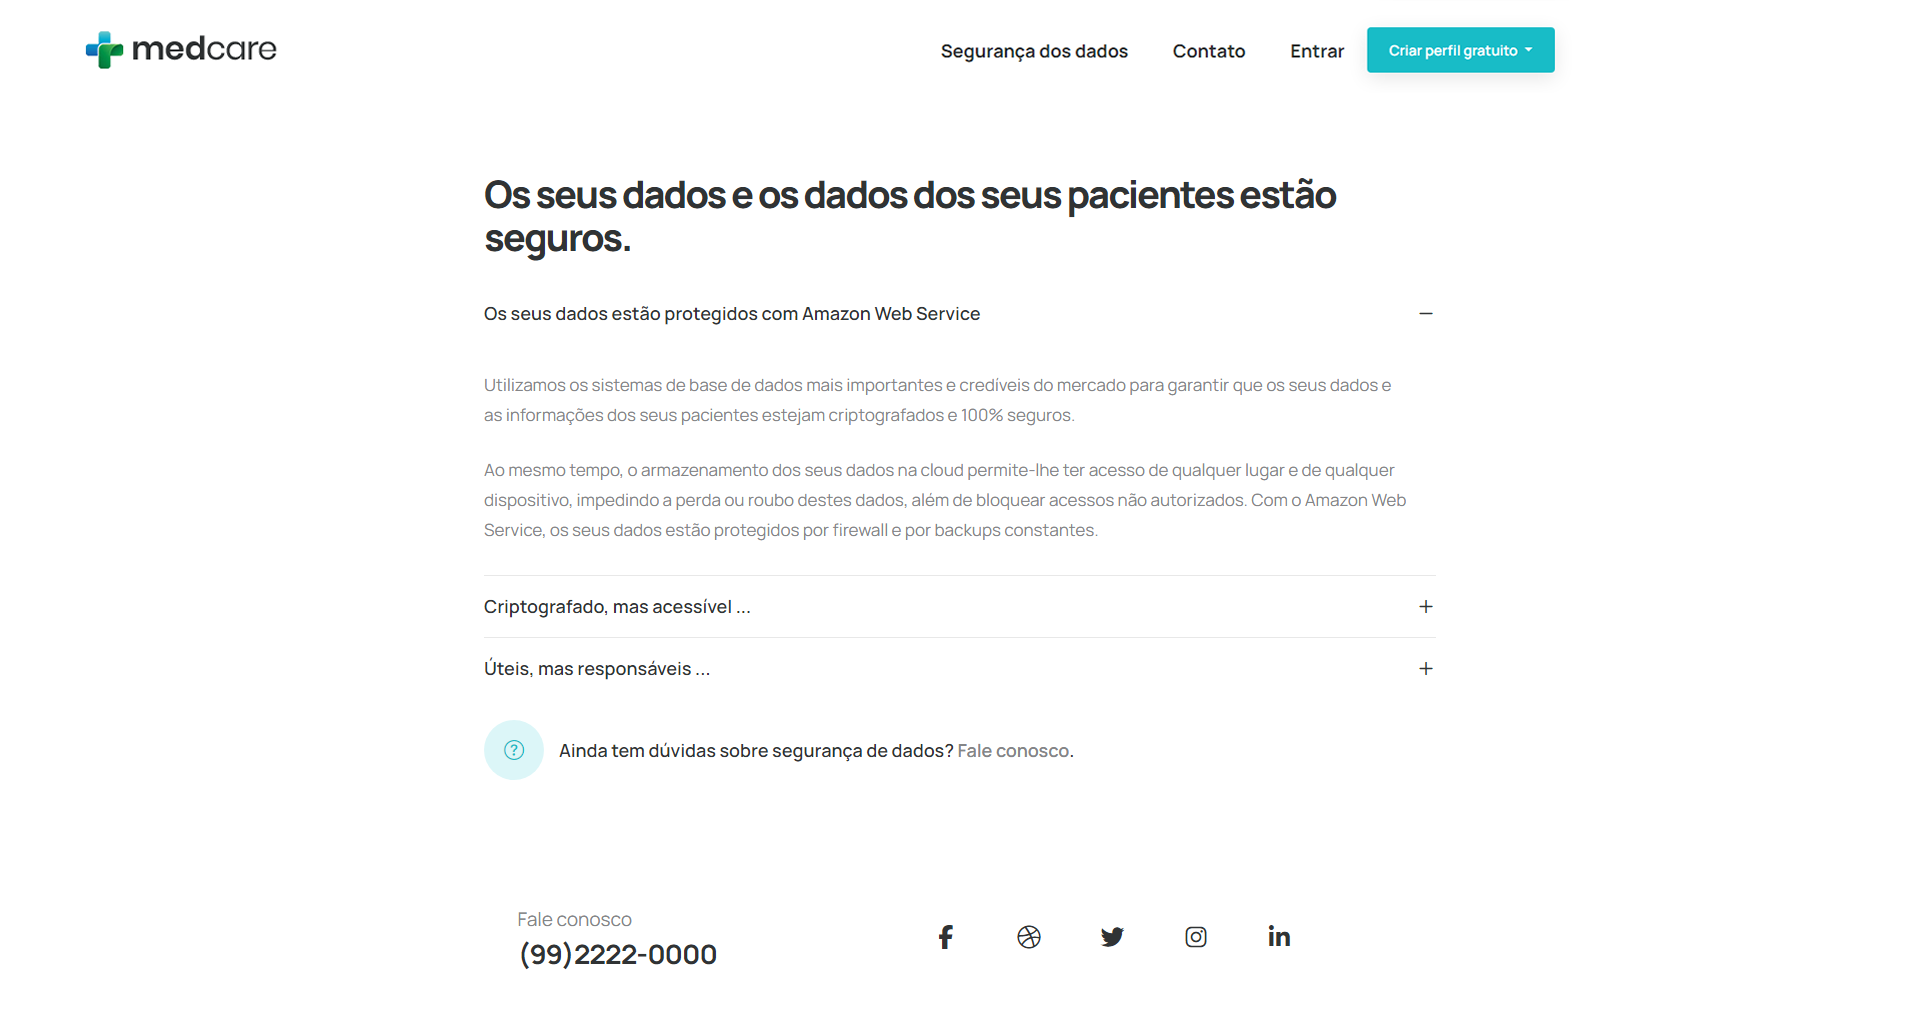 medcare
Segurança dos dados
Contato
Entrar
Criar perfil gratuito
Os seus dados e os dados dos seus pacientes estão
seguros.
Os seus dados estão protegidos com Amazon Web Service
Utilizamos os sistemas de base de dados mais importantes e credíveis do mercado para garantir que os seus dados e
as informações dos seus pacientes estejam criptografados e 100% seguros.
Ao mesmo tempo, o armazenamento dos seus dados na cloud permite-lhe ter acesso de qualquer lugar e de qualquer
dispositivo, impedindo a perda ou roubo destes dados, além de bloquear acessos não autorizados. Com o Amazon Web
Service, os seus dados estão protegidos por firewall e por backups constantes.
Criptografado, mas acessível ...
Úteis, mas responsáveis ...
Ainda tem dúvidas sobre segurança de dados? Fale conosco.
Fale conosco
(99)2222-0000